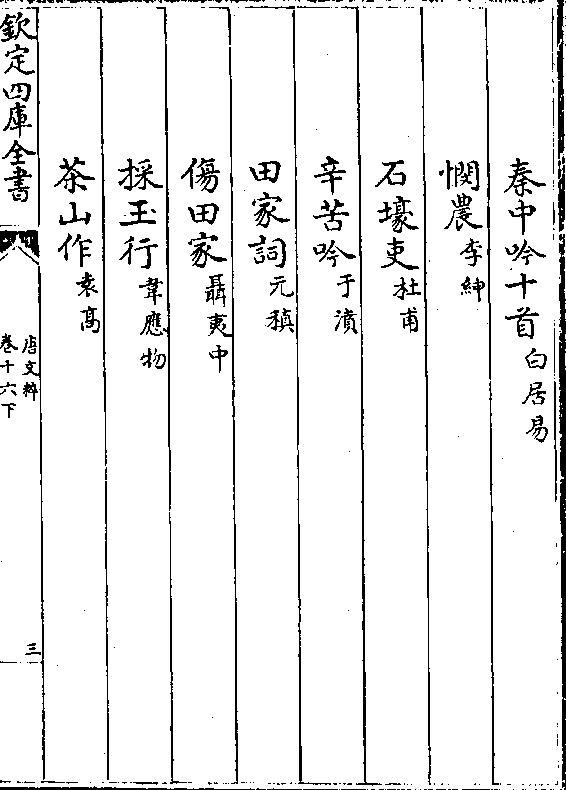 秦中吟十首白居易
憫農李紳
石壕吏杜甫
辛苦吟于濆
田家詞元稹
傷田家聶夷中
採玉行韋應物
茶山作袁高
欽定四庫全書
唐文粹
卷十六下
三